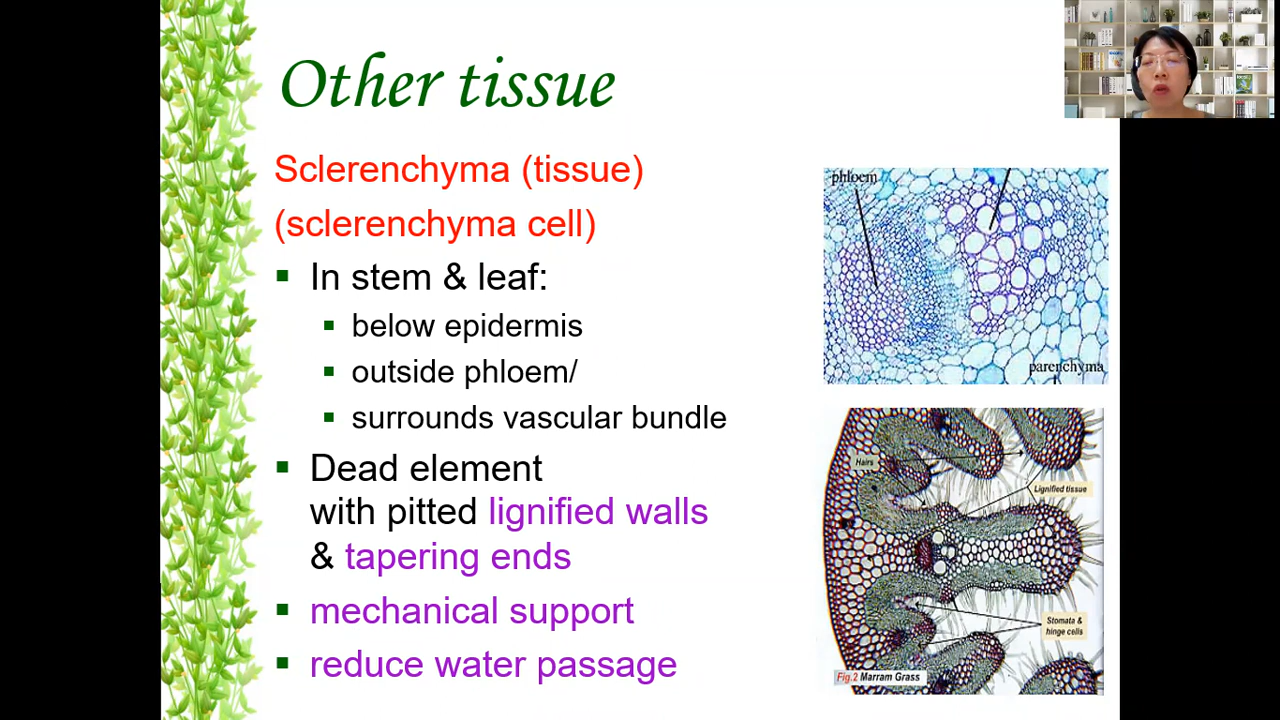 Other tissue
Sclerenchyma (tissue)
(sclerenchyma cell)
In stem & leaf:
below epidermis
outside phloem/
surrounds vascular bundle
Dead element
with pitted lignified walls
& tapering ends
mechanical support
reduce water passage
phloem
parenchyma
Hairs
Lignified tissue
Stomata &
hinge cells
Fig.2 Marram Grass